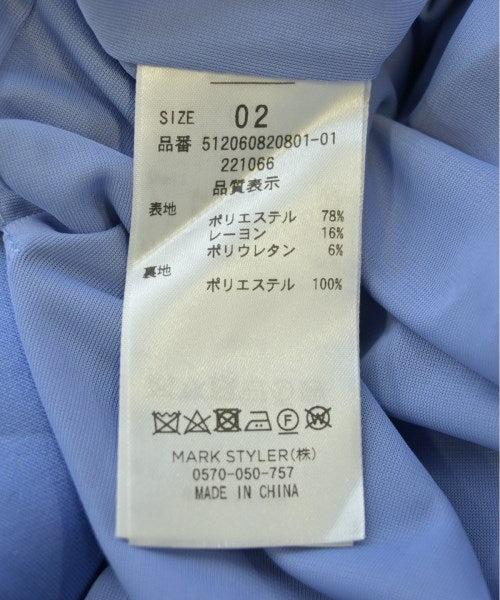 SIZE 02
品番 512060820801-01
221066
品質表示
表地
ポリエステル 78%
レーヨン 16%
ポリウレタン 6%
裏地
ポリエステル 100%
MARK STYLER(株)
0570-050-757
MADE IN CHINA